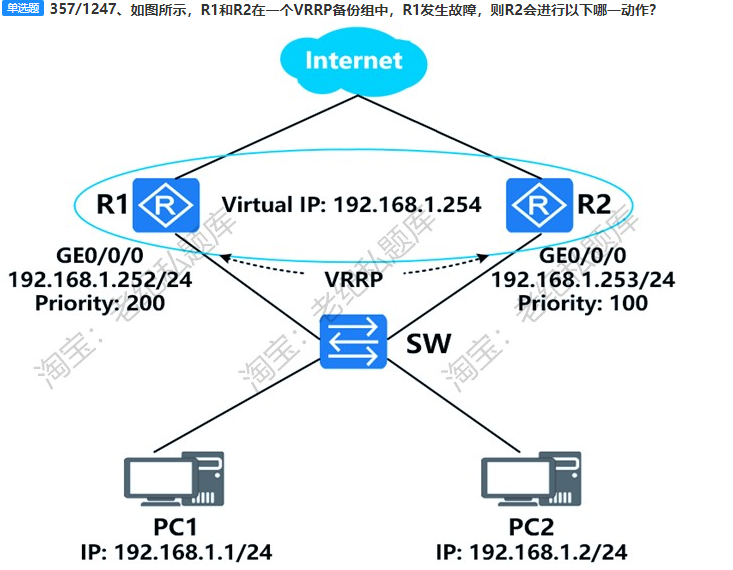 单选题 357/1247、如图所示，R1和R2在一个VRRP备份组中，R1发生故障，则R2会进行以下哪一动作？
Internet
R1 R Virtual IP: 192.168.1.254 R R2
GE0/0/0 GE0/0/0
192.168.1.252/24 VRRP 192.168.1.253/24
Priority: 200 Priority: 100
SW
淘宝：老纪私题库 淘宝：老纪私题库 淘宝：老纪私题库
PC1 PC2
IP: 192.168.1.1/24 IP: 192.168.1.2/24